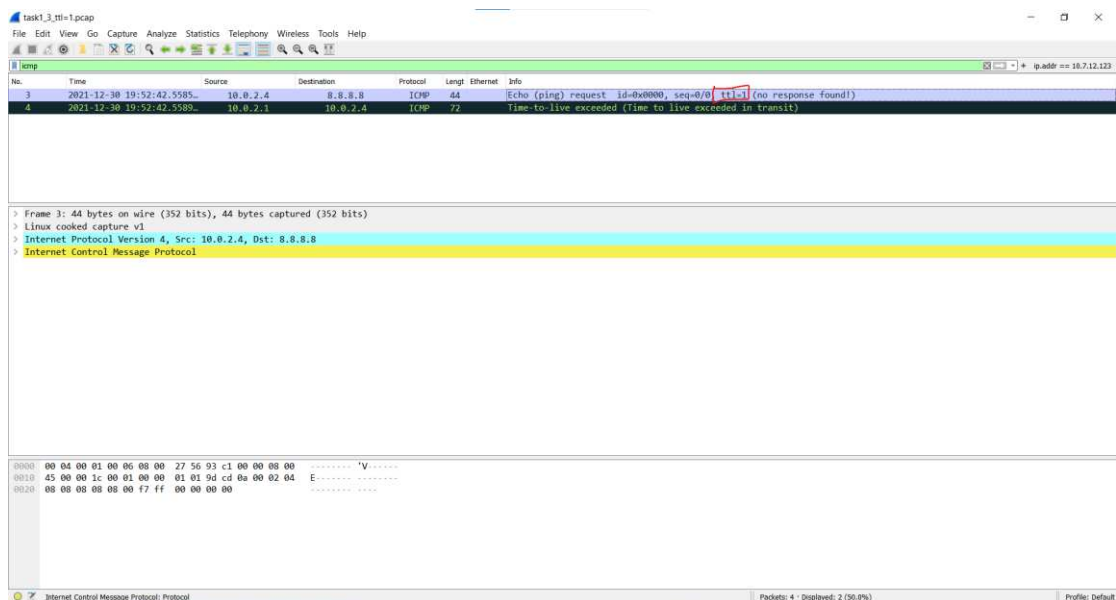 task1_3_ttl=1.pcap
File Edit View Go Capture Analyze Statistics Telephony Wireless Tools Help
icmp
+ ip.addr == 18.7.12.123
No. Time Source Destination Protocol Lengt Ethernet Info
3 2021-12-30 19:52:42.5585… 10.0.2.4 8.8.8.8 ICMP 44 Echo (ping) request id=0x0000, seq=0/0, ttl=1 (no response found!)
4 2021-12-30 19:52:42.5589… 10.0.2.1 10.0.2.4 ICMP 72 Time-to-live exceeded (Time to live exceeded in transit)
> Frame 3: 44 bytes on wire (352 bits), 44 bytes captured (352 bits)
> Linux cooked capture v1
> Internet Protocol Version 4, Src: 10.0.2.4, Dst: 8.8.8.8
> Internet Control Message Protocol
0000 00 04 00 01 00 06 08 00 27 56 93 c1 00 00 08 00 ········ 'V······
0010 45 00 00 1c 00 01 00 00 01 01 9d cd 0a 00 02 04 E······· ········
0020 08 08 08 08 08 00 f7 ff 00 00 00 00 ········ ····
Internet Control Message Protocol: Protocol
Packets: 4 · Displayed: 2 (50.0%)
Profile: Default